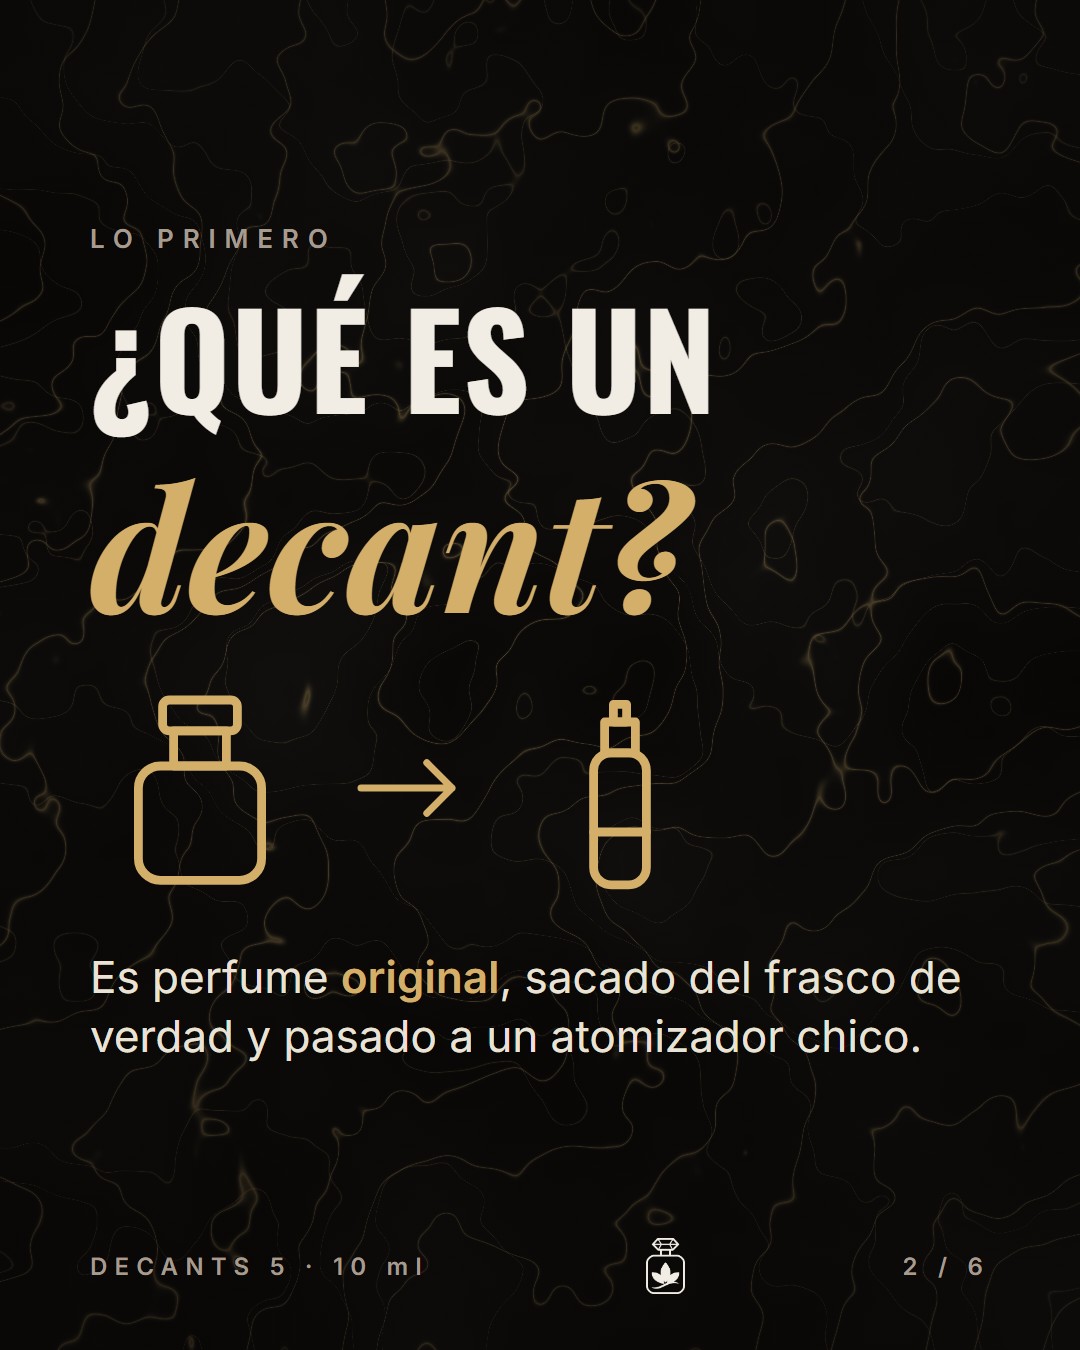 LO PRIMERO
¿QUÉ ES UN
decant?
Es perfume original, sacado del frasco de
verdad y pasado a un atomizador chico.
DECANTS 5 · 10 ml
2 / 6